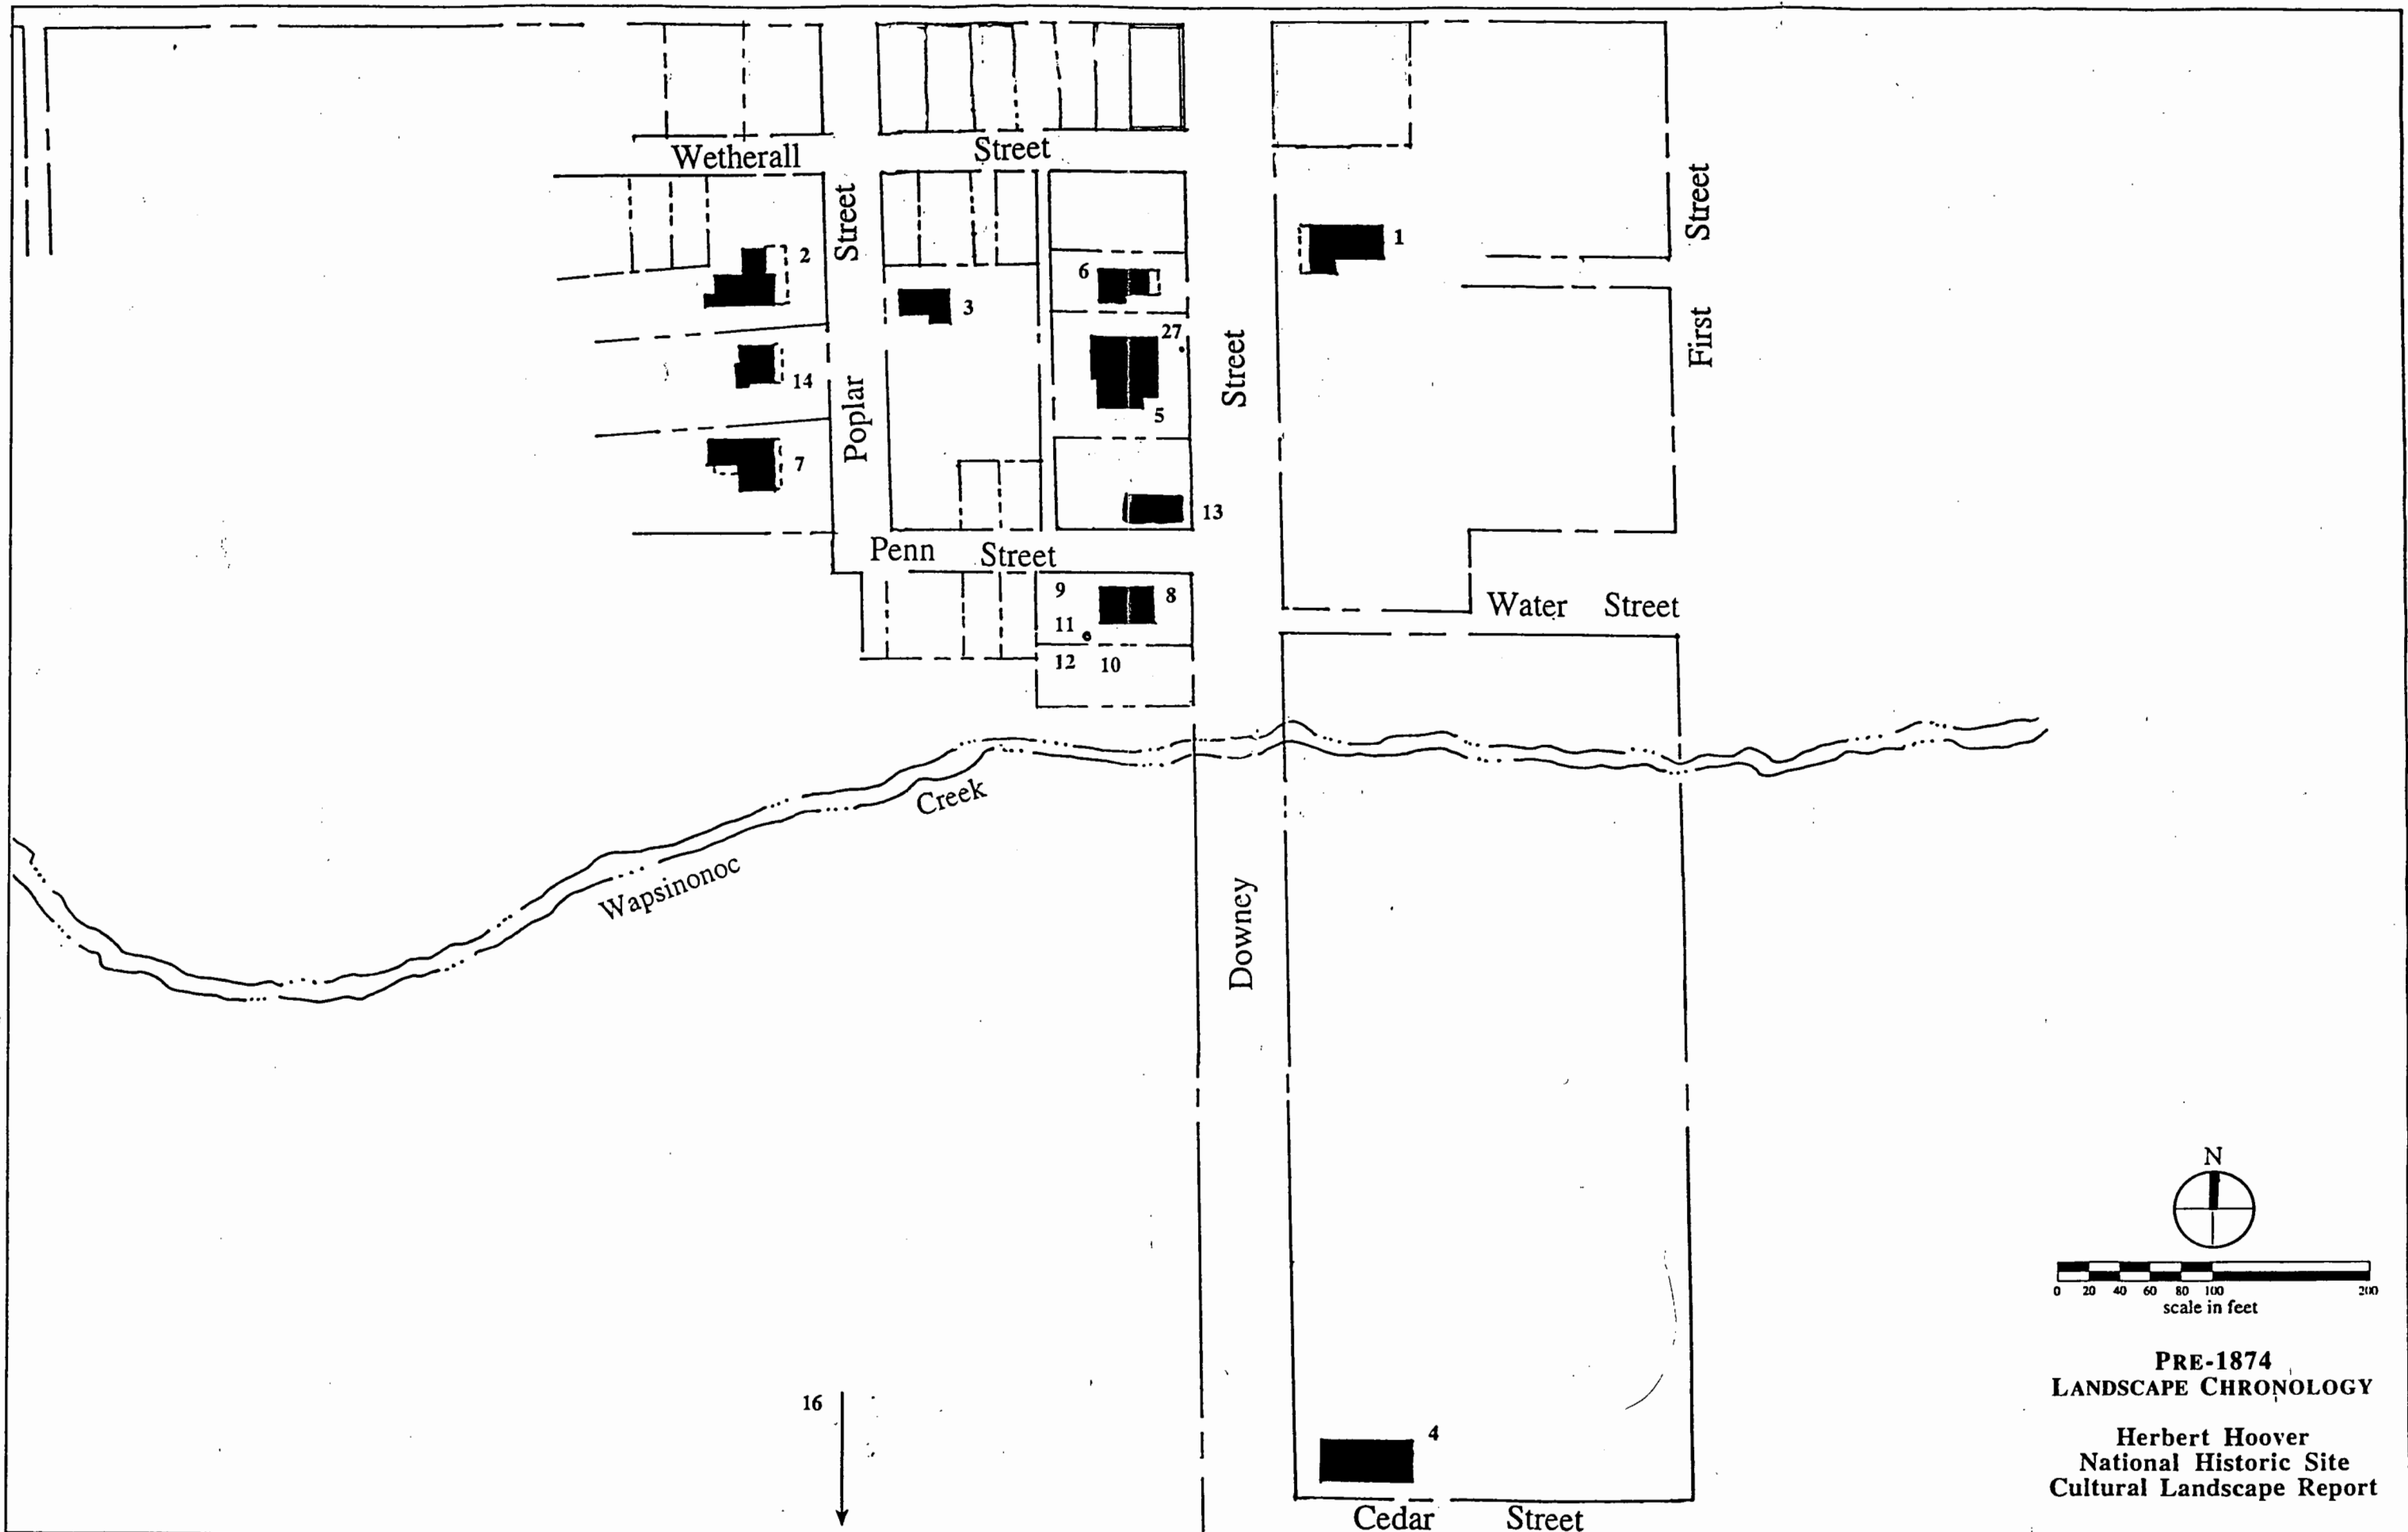 Wetherall Street
Street
Street
2
1
6
3
27
First
14
Street
Poplar
5
7
13
Penn Street
9
8
11
Water Street
12
10
Creek
Wapsinonoc
Downey
N
0 20 40 60 80 100 200
scale in feet
PRE-1874
LANDSCAPE CHRONOLOGY
16
4
Herbert Hoover
National Historic Site
Cultural Landscape Report
Cedar Street